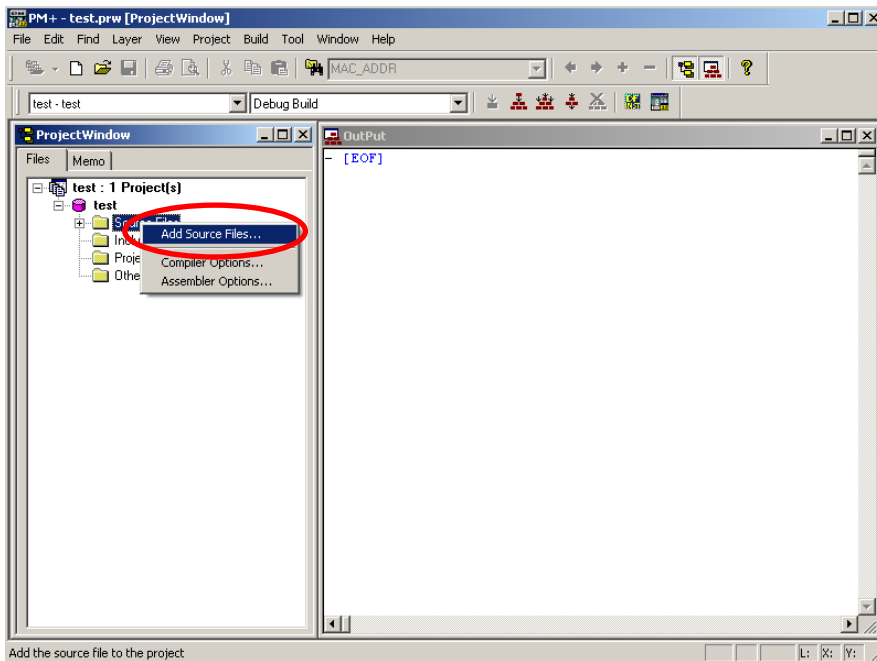 PM+ - test.prw [ProjectWindow]
File Edit Find Layer View Project Build Tool Window Help
MAC_ADDR
test - test Debug Build
ProjectWindow
OutPut
Files Memo
[EOF]
test : 1 Project(s)
test
Add Source Files...
Compiler Options...
Assembler Options...
Add the source file to the project
L: X: Y: